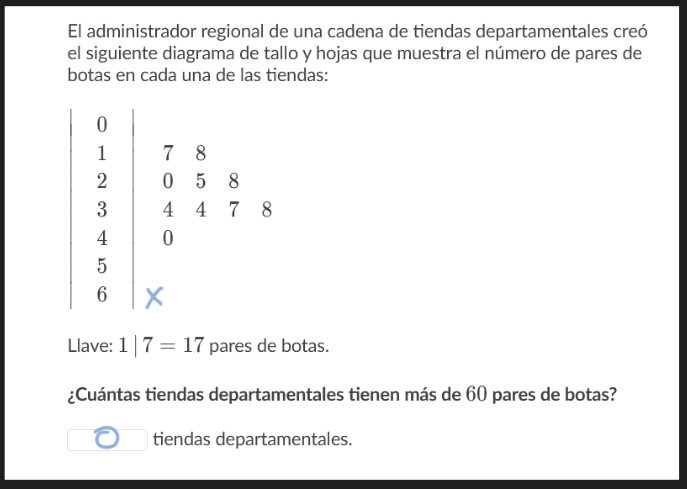 El administrador regional de una cadena de tiendas departamentales creó
el siguiente diagrama de tallo y hojas que muestra el número de pares de
botas en cada una de las tiendas:
0
1 7 8
2 0 5 8
3 4 4 7 8
4 0
5
6 X
Llave: 1 | 7 = 17 pares de botas.
¿Cuántas tiendas departamentales tienen más de 60 pares de botas?
0 tiendas departamentales.